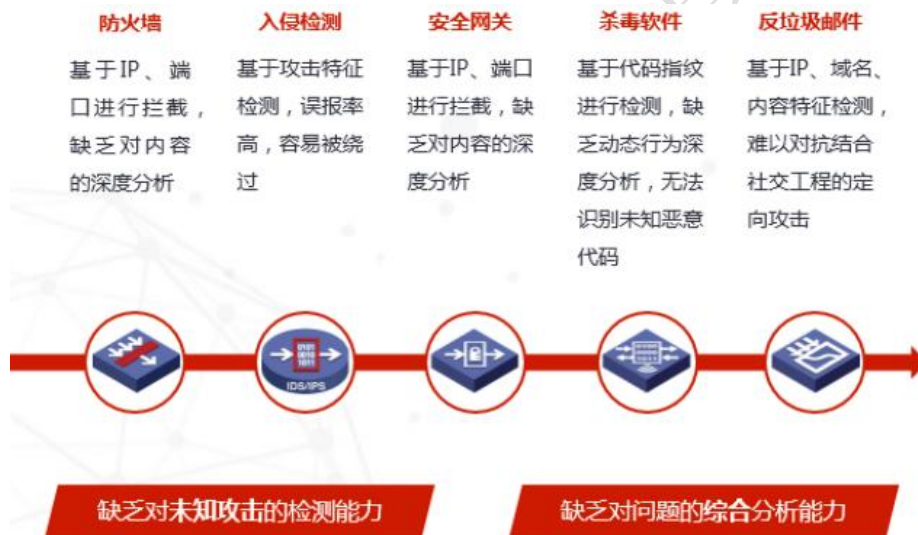 防火墙
基于IP、端
口进行拦截，
缺乏对内容
的深度分析
入侵检测
基于攻击特征
检测，误报率
高，容易被绕
过
安全网关
基于IP、端口
进行拦截，缺
乏对内容的深
度分析
杀毒软件
基于代码指纹
进行检测，缺
乏动态行为深
度分析，无法
识别未知恶意
代码
反垃圾邮件
基于IP、域名、
内容特征检测，
难以对抗结合
社交工程的定
向攻击
0101
0010
1011
IDS/IPS
缺乏对未知攻击的检测能力
缺乏对问题的综合分析能力